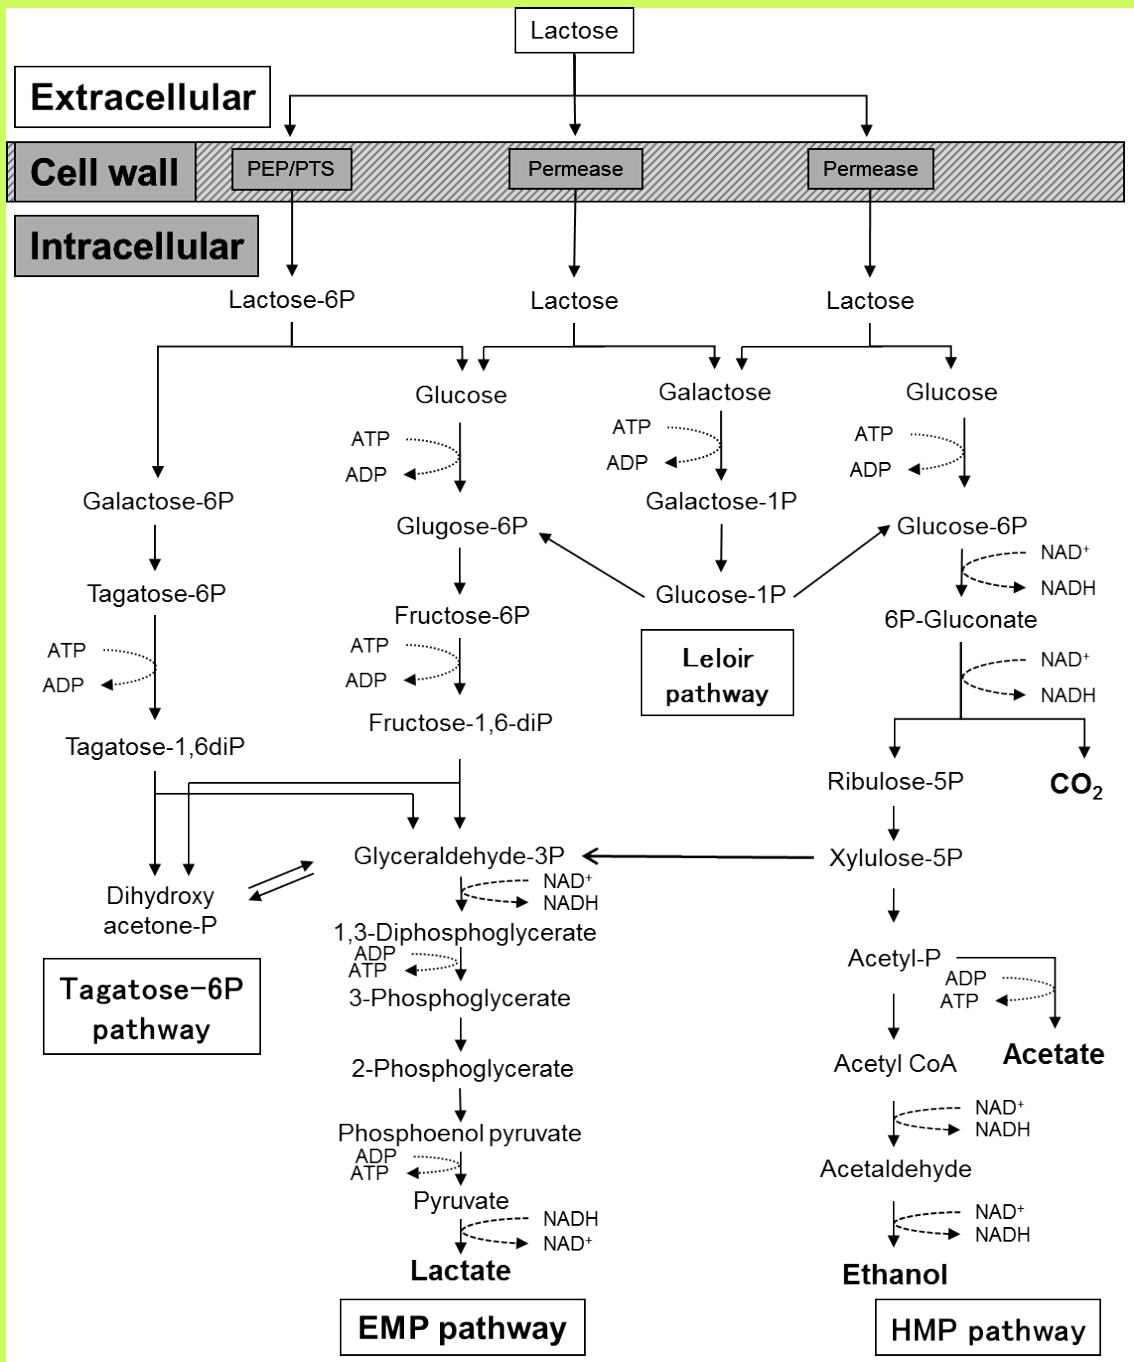 Lactose
Extracellular
Cell wall
PEP/PTS
Permease
Permease
Intracellular
Lactose-6P
Lactose
Lactose
Glucose
Galactose
Glucose
ATP
ADP
ATP
ADP
ATP
ADP
Galactose-6P
Galactose-1P
Glugose-6P
Glucose-6P
NAD⁺
NADH
Tagatose-6P
Glucose-1P
Fructose-6P
6P-Gluconate
ATP
ADP
ATP
ADP
Leloir
pathway
NAD⁺
NADH
Fructose-1,6-diP
Tagatose-1,6diP
Ribulose-5P
CO₂
Glyceraldehyde-3P
Xylulose-5P
NAD⁺
NADH
Dihydroxy
acetone-P
1,3-Diphosphoglycerate
ADP
ATP
Acetyl-P
ADP
ATP
Tagatose-6P
pathway
3-Phosphoglycerate
Acetate
2-Phosphoglycerate
Acetyl CoA
NAD⁺
NADH
Phosphoenol pyruvate
ADP
ATP
Acetaldehyde
Pyruvate
NADH
NAD⁺
NAD⁺
NADH
Lactate
Ethanol
EMP pathway
HMP pathway